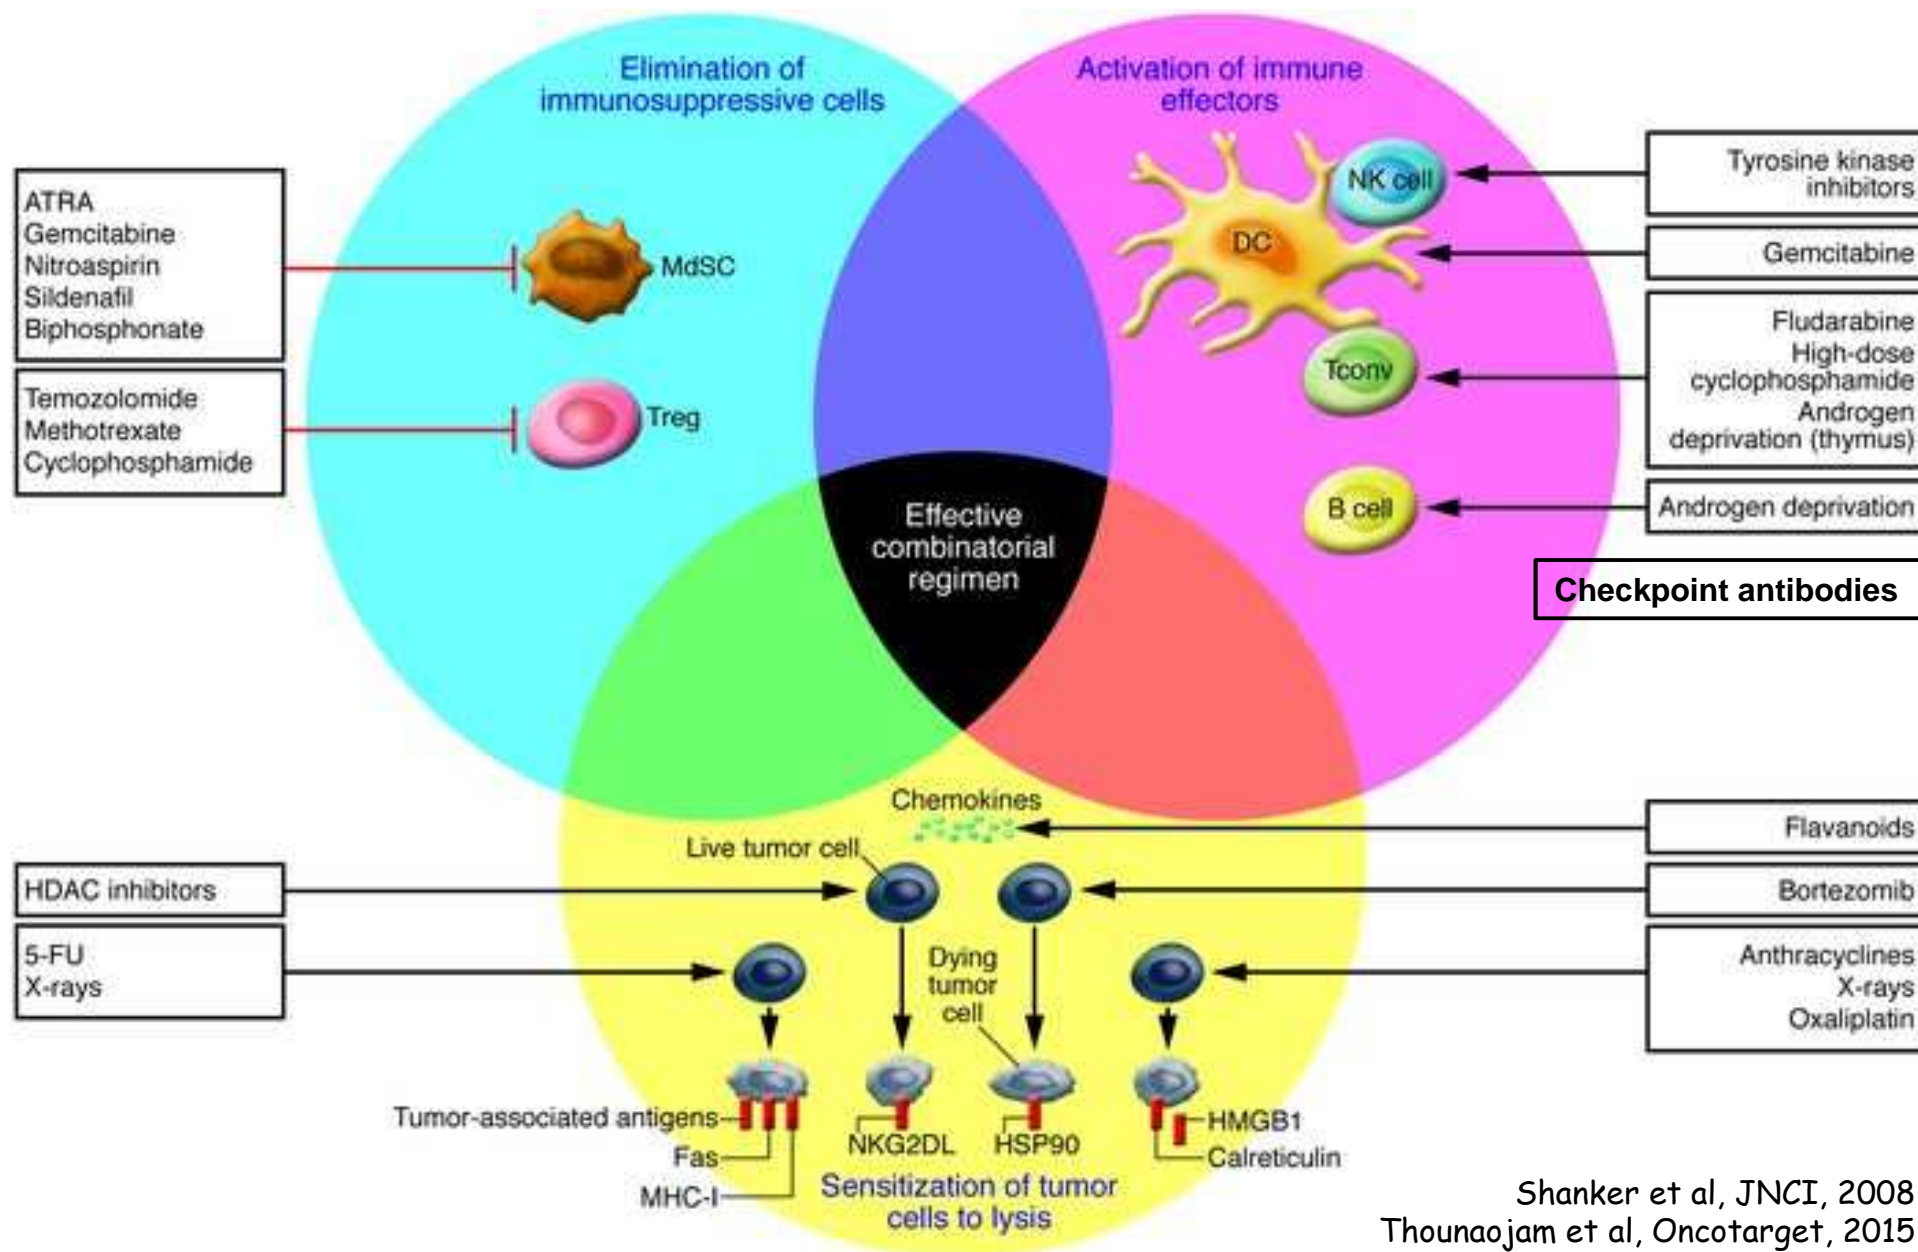 Elimination of
immunosuppressive cells
Activation of immune
effectors
ATRA
Gemcitabine
Nitroaspirin
Sildenafil
Biphosphonate
MdSC
Temozolomide
Methotrexate
Cyclophosphamide
Treg
NK cell
DC
Tconv
B cell
Tyrosine kinase
inhibitors
Gemcitabine
Fludarabine
High-dose
cyclophosphamide
Androgen
deprivation (thymus)
Androgen deprivation
Checkpoint antibodies
Effective
combinatorial
regimen
Chemokines
Live tumor cell
Flavanoids
HDAC inhibitors
Bortezomib
5-FU
X-rays
Dying
tumor
cell
Anthracyclines
X-rays
Oxaliplatin
Tumor-associated antigens
Fas
MHC-I
NKG2DL
HSP90
HMGB1
Calreticulin
Sensitization of tumor
cells to lysis
Shanker et al, JNCI, 2008
Thounaojam et al, Oncotarget, 2015